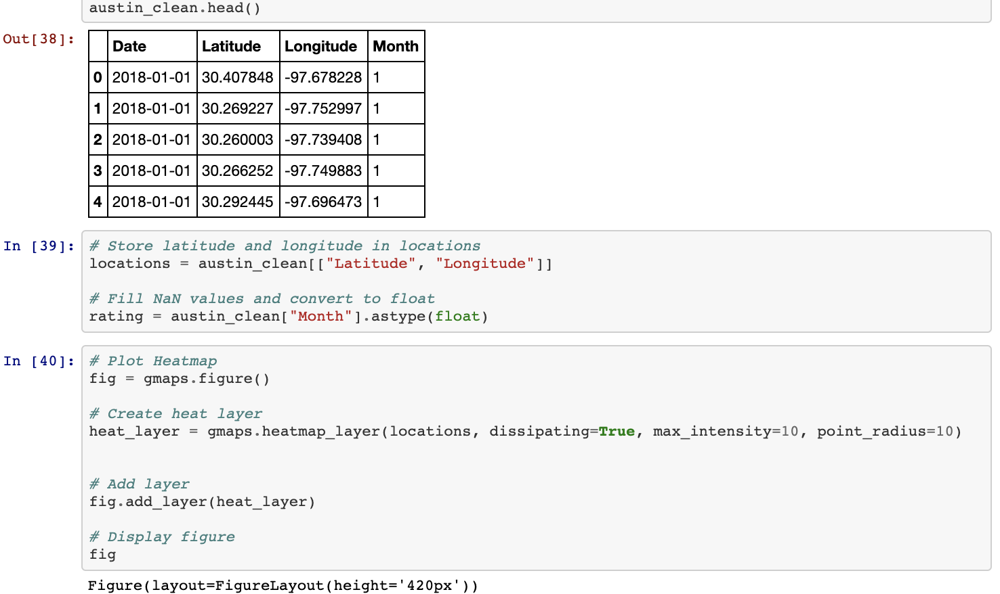 austin_clean.head()
Out[38]:
Date Latitude Longitude Month
0 2018-01-01 30.407848 -97.678228 1
1 2018-01-01 30.269227 -97.752997 1
2 2018-01-01 30.260003 -97.739408 1
3 2018-01-01 30.266252 -97.749883 1
4 2018-01-01 30.292445 -97.696473 1
In [39]: # Store latitude and longitude in locations
locations = austin_clean[["Latitude", "Longitude"]]
# Fill NaN values and convert to float
rating = austin_clean["Month"].astype(float)
In [40]: # Plot Heatmap
fig = gmaps.figure()
# Create heat layer
heat_layer = gmaps.heatmap_layer(locations, dissipating=True, max_intensity=10, point_radius=10)
# Add layer
fig.add_layer(heat_layer)
# Display figure
fig
Figure(layout=FigureLayout(height='420px'))